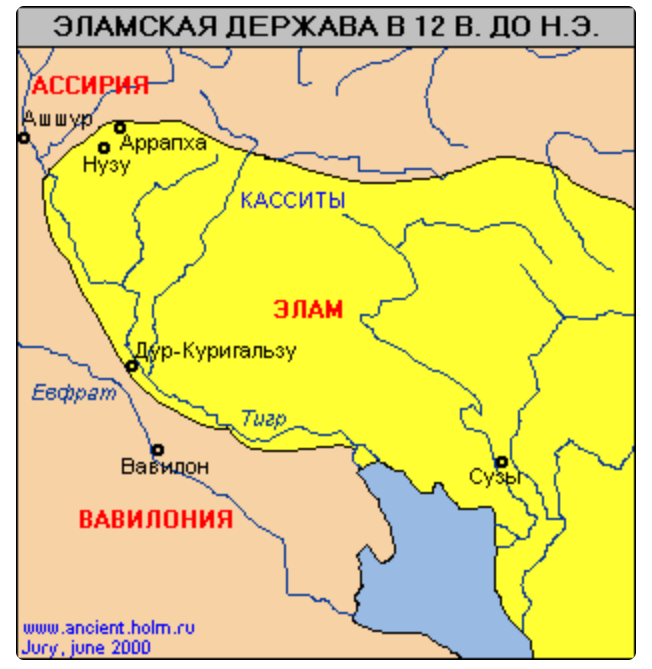 ЭЛАМСКАЯ ДЕРЖАВА В 12 В. ДО Н.Э.
АССИРИЯ
Ашшур
Аррапха
Нузу
КАССИТЫ
ЭЛАМ
Дур-Куригальзу
Евфрат
Тигр
Вавилон
Сузы
ВАВИЛОНИЯ
www.ancient.holm.ru
Jury, june 2000